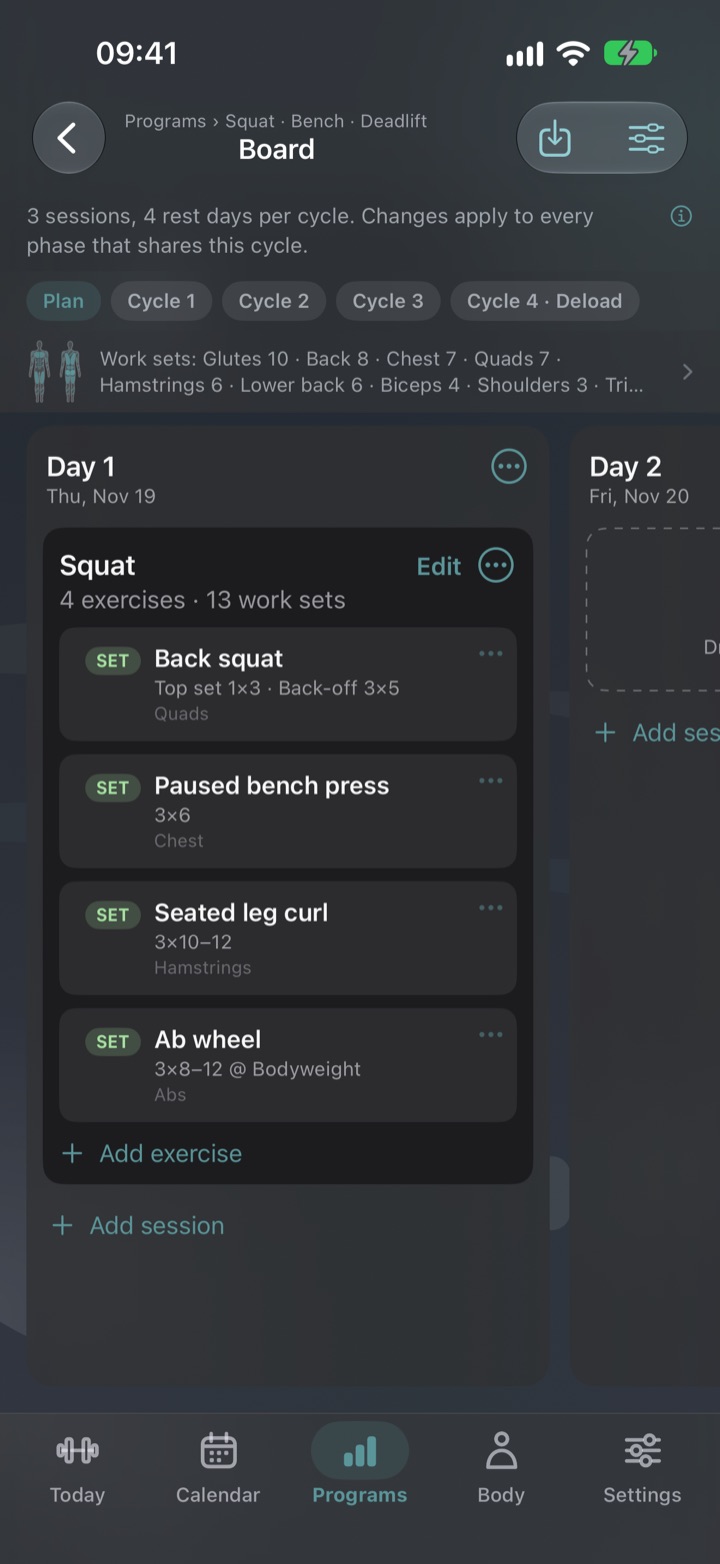 09:41
Programs › Squat · Bench · Deadlift
Board
3 sessions, 4 rest days per cycle. Changes apply to every
phase that shares this cycle.
Plan
Cycle 1
Cycle 2
Cycle 3
Cycle 4 · Deload
Work sets: Glutes 10 · Back 8 · Chest 7 · Quads 7 ·
Hamstrings 6 · Lower back 6 · Biceps 4 · Shoulders 3 · Tri...
Day 1
Thu, Nov 19
Squat
Edit
4 exercises · 13 work sets
SET
Back squat
Top set 1×3 · Back-off 3×5
Quads
SET
Paused bench press
3×6
Chest
SET
Seated leg curl
3×10–12
Hamstrings
SET
Ab wheel
3×8–12 @ Bodyweight
Abs
+ Add exercise
+ Add session
Day 2
Fri, Nov 20
+ Add ses
Today
Calendar
Programs
Body
Settings